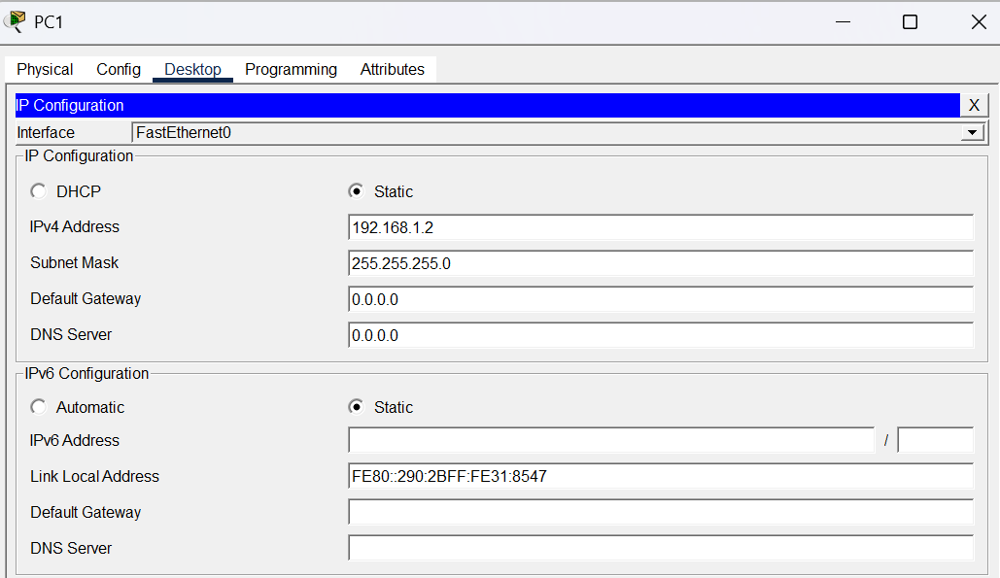 PC1
Physical Config Desktop Programming Attributes
IP Configuration X
Interface FastEthernet0
IP Configuration
DHCP Static
IPv4 Address 192.168.1.2
Subnet Mask 255.255.255.0
Default Gateway 0.0.0.0
DNS Server 0.0.0.0
IPv6 Configuration
Automatic Static
IPv6 Address /
Link Local Address FE80::290:2BFF:FE31:8547
Default Gateway
DNS Server